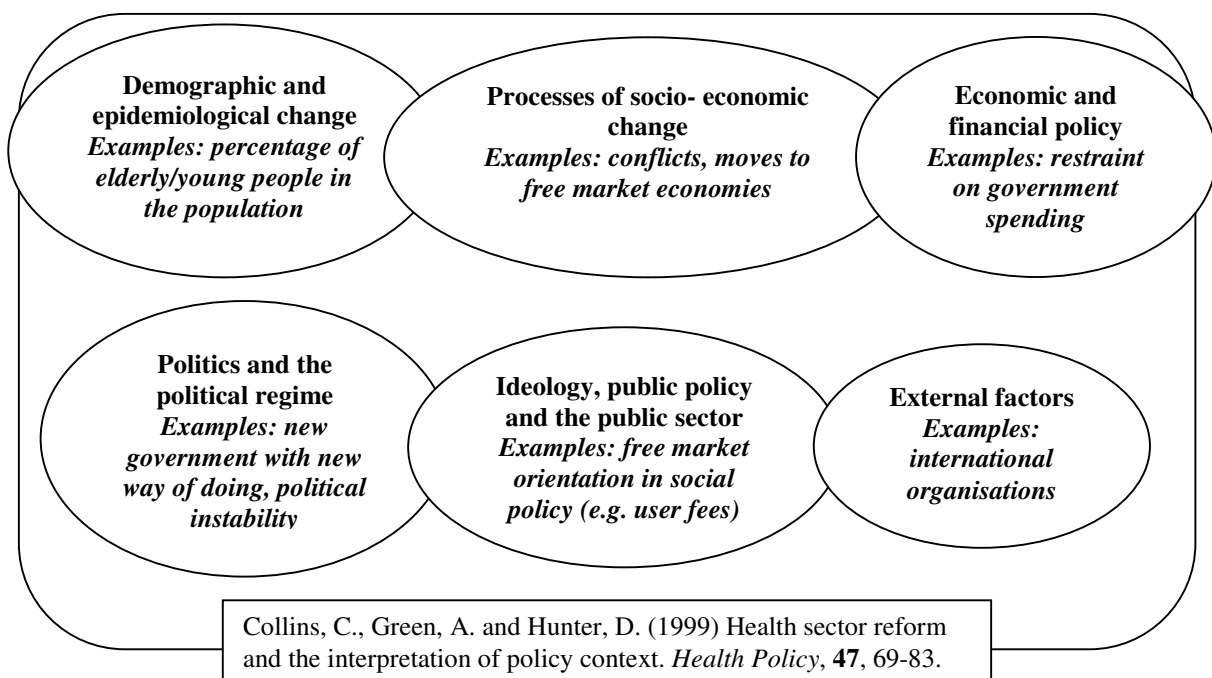 Demographic and
epidemiological change
Examples: percentage of
elderly/young people in
the population
Processes of socio- economic
change
Examples: conflicts, moves to
free market economies
Economic and
financial policy
Examples: restraint
on government
spending
Politics and the
political regime
Examples: new
government with new
way of doing, political
instability
Ideology, public policy
and the public sector
Examples: free market
orientation in social
policy (e.g. user fees)
External factors
Examples:
international
organisations
Collins, C., Green, A. and Hunter, D. (1999) Health sector reform
and the interpretation of policy context. Health Policy, 47, 69-83.